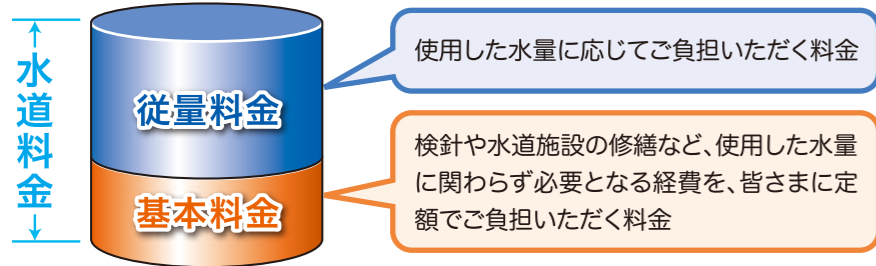 水道料金
従量料金
使用した水量に応じてご負担いただく料金
基本料金
検針や水道施設の修繕など、使用した水量
に関わらず必要となる経費を、皆さまに定
額でご負担いただく料金